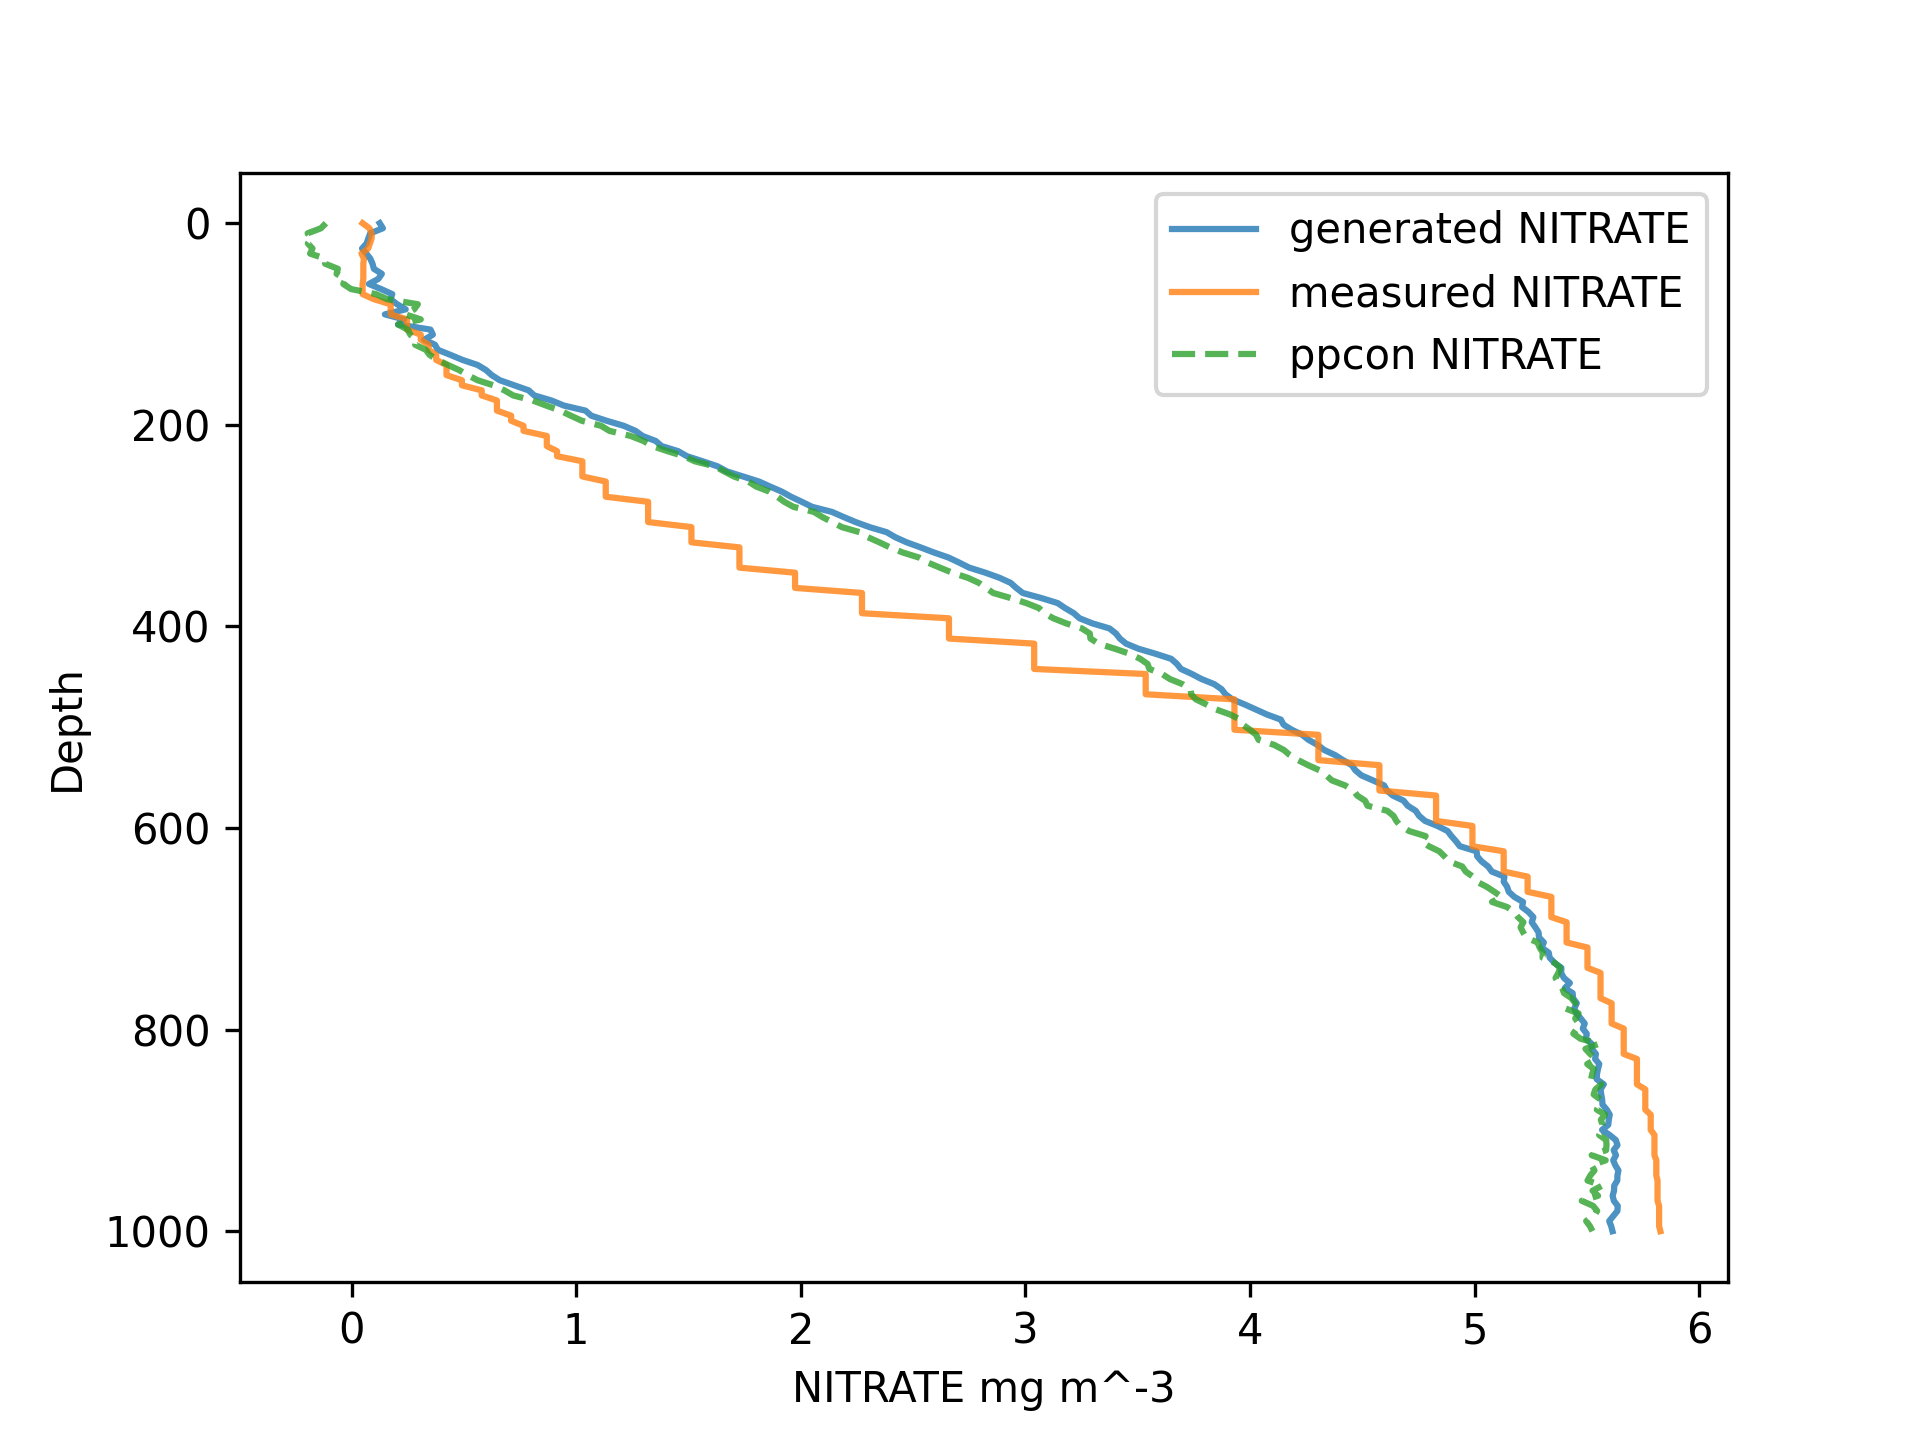 generated NITRATE
measured NITRATE
ppcon NITRATE
0
200
400
600
800
1000
Depth
0 1 2 3 4 5 6
NITRATE mg m^-3